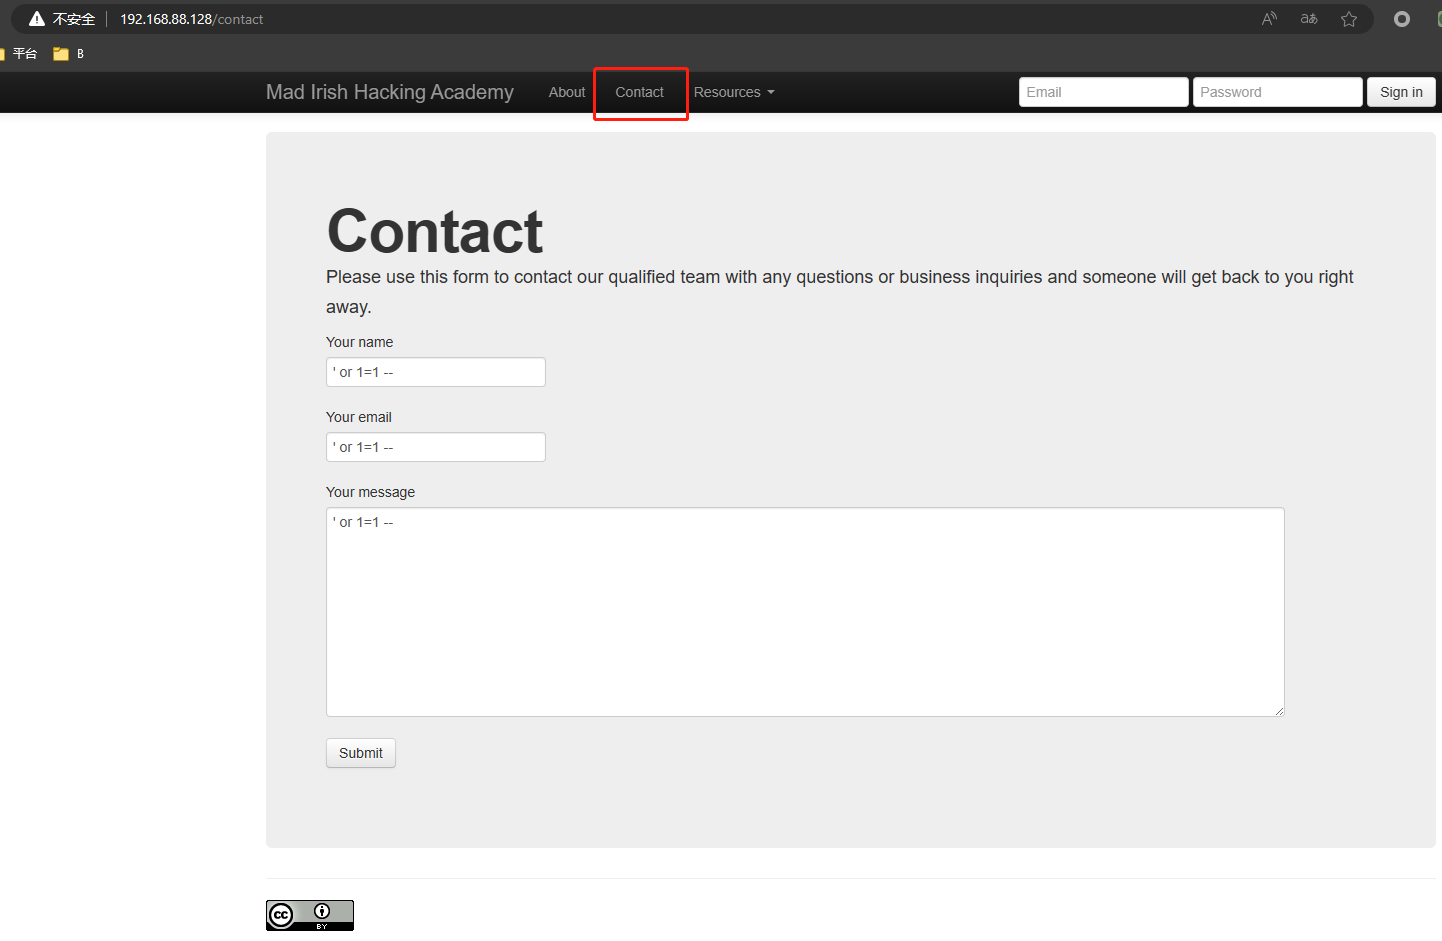 不安全 192.168.88.128/contact
平台 B
Mad Irish Hacking Academy About Contact Resources Email Password Sign in
Contact
Please use this form to contact our qualified team with any questions or business inquiries and someone will get back to you right
away.
Your name
' or 1=1 --
Your email
' or 1=1 --
Your message
' or 1=1 --
Submit
cc
BY